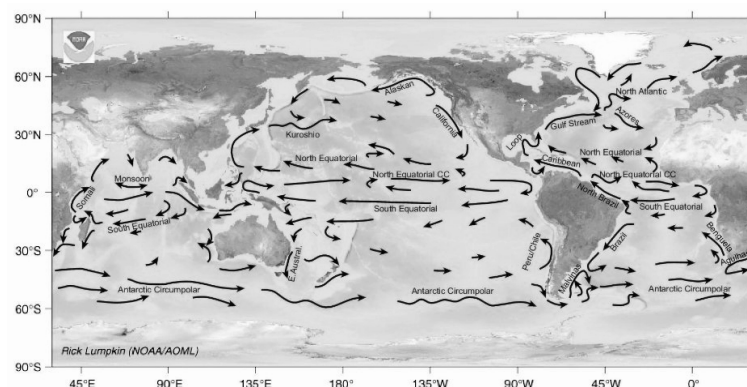 90°N
60°N
30°N
0°
30°S
60°S
90°S
Alaskan
North Atlantic
Azores
Gulf Stream
California
Kuroshio
Loop
North Equatorial
North Equatorial
Caribbean
Monsoon
North Equatorial CC
North Equatorial CC
Somali
North Brazil
South Equatorial
South Equatorial
South Equatorial
Benguela
Brazil
Agulhas
E.Austral.
Peru/Chile
Malvinas
Antarctic Circumpolar
Antarctic Circumpolar
Rick Lumpkin (NOAA/AOML)
45°E
90°E
135°E
180°
135°W
90°W
45°W
0°